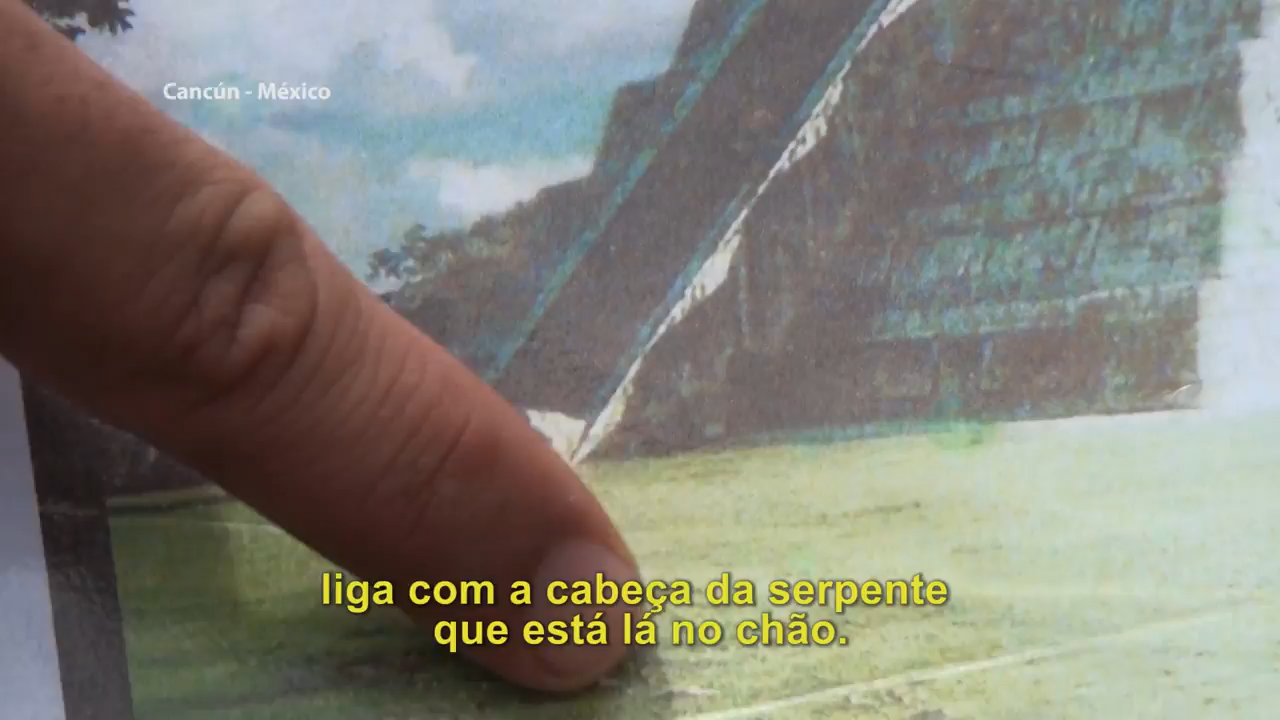 Cancún - México
liga com a cabeça da serpente
que está lá no chão.